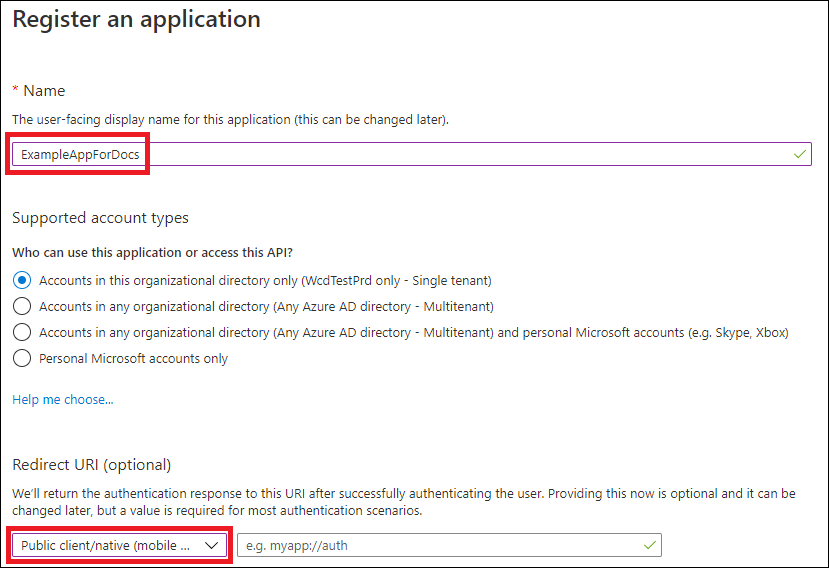 Register an application
* Name
The user-facing display name for this application (this can be changed later).
ExampleAppForDocs
Supported account types
Who can use this application or access this API?
Accounts in this organizational directory only (WcdTestPrd only - Single tenant)
Accounts in any organizational directory (Any Azure AD directory - Multitenant)
Accounts in any organizational directory (Any Azure AD directory - Multitenant) and personal Microsoft accounts (e.g. Skype, Xbox)
Personal Microsoft accounts only
Help me choose...
Redirect URI (optional)
We'll return the authentication response to this URI after successfully authenticating the user. Providing this now is optional and it can be
changed later, but a value is required for most authentication scenarios.
Public client/native (mobile ... e.g. myapp://auth